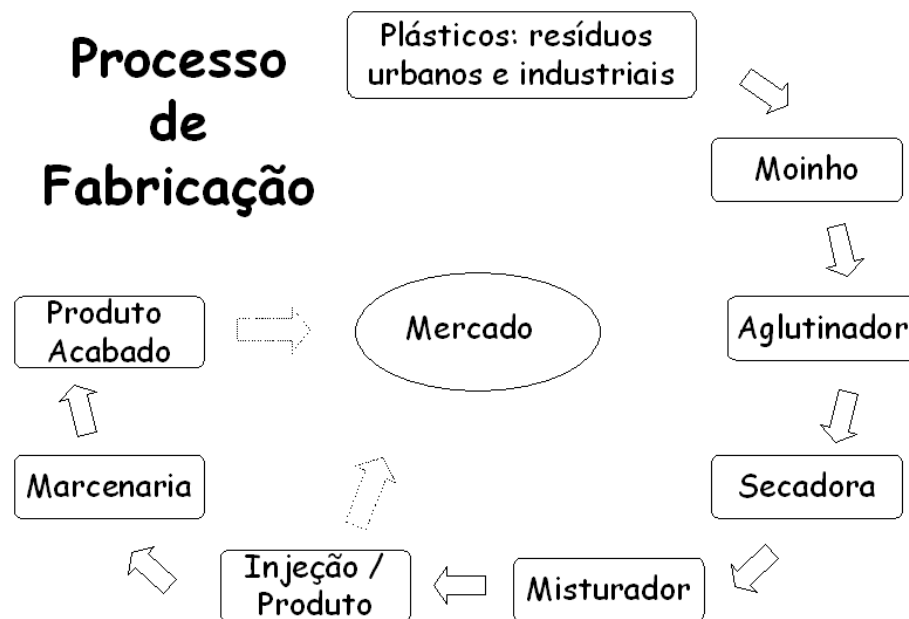 Processo
de
Fabricação
Plásticos: resíduos
urbanos e industriais
Moinho
Aglutinador
Secadora
Misturador
Injeção /
Produto
Marcenaria
Produto
Acabado
Mercado